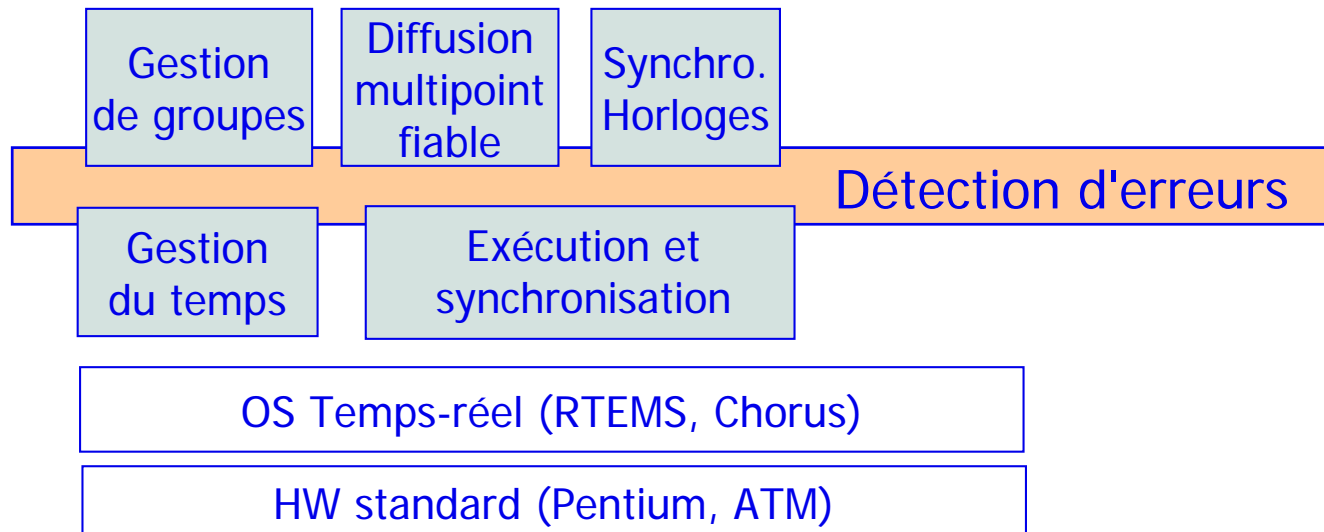 Gestion
de groupes
Diffusion
multipoint
fiable
Synchro.
Horloges
Détection d'erreurs
Gestion
du temps
Exécution et
synchronisation
OS Temps-réel (RTEMS, Chorus)
HW standard (Pentium, ATM)